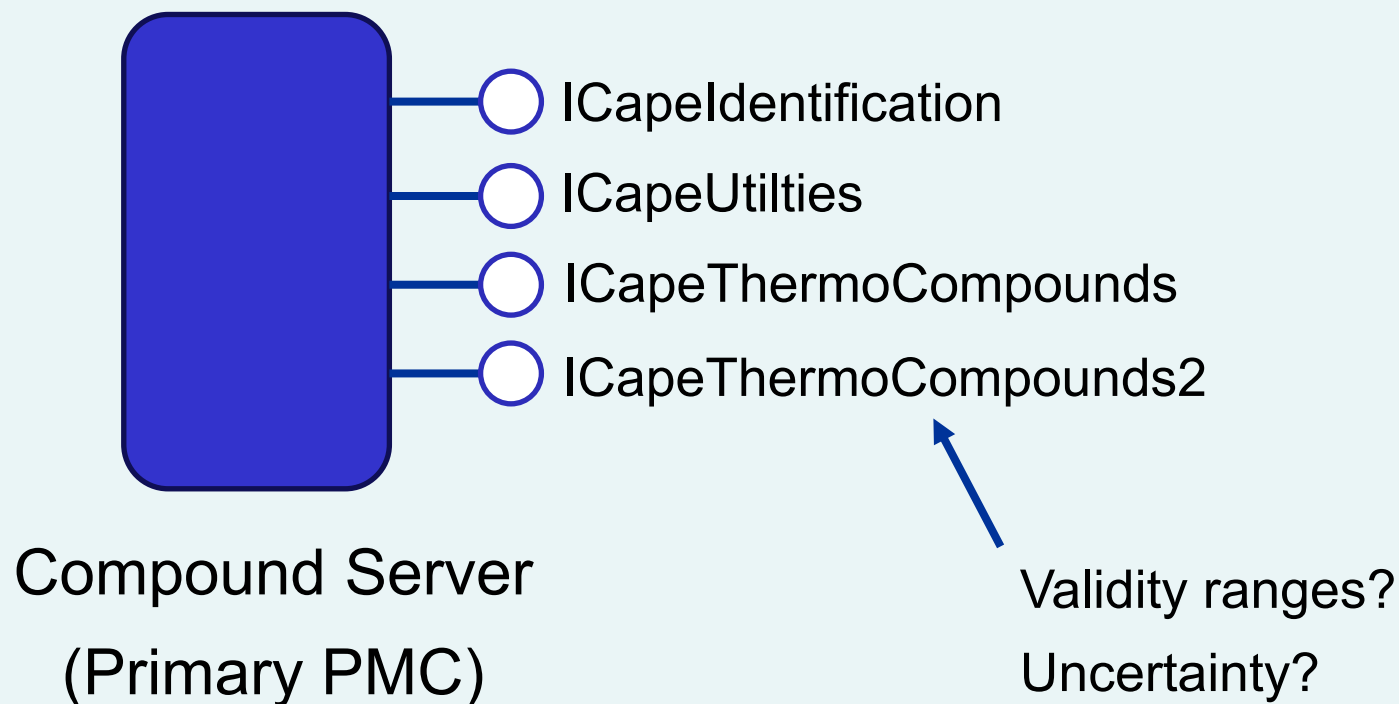 ICapeIdentification
ICapeUtilties
ICapeThermoCompounds
ICapeThermoCompounds2
Compound Server
(Primary PMC)
Validity ranges?
Uncertainty?